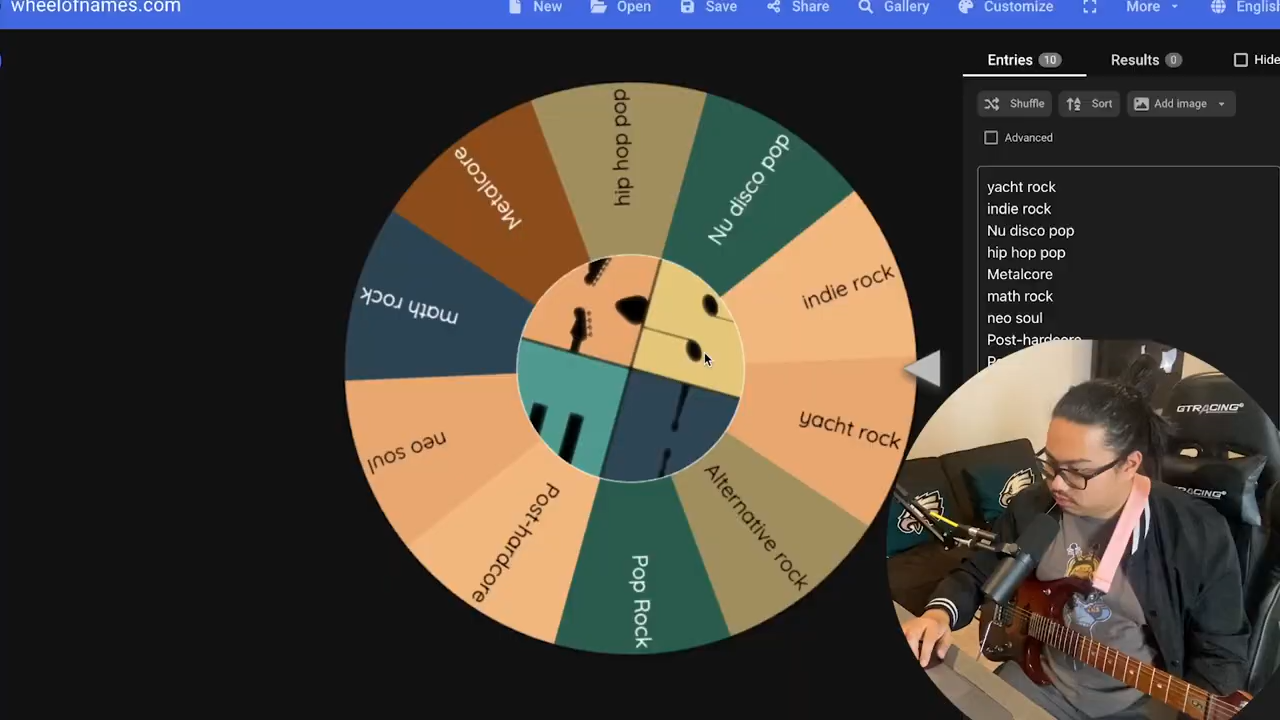 wheelofnames.com
New
Open
Save
Share
Gallery
Customize
More
English
Entries 10
Results 0
Hide
Shuffle
Sort
Add image
Advanced
yacht rock
indie rock
Nu disco pop
hip hop pop
Metalcore
math rock
neo soul
Post-hardcore
hip hop pop
Nu disco pop
indie rock
yacht rock
Alternative rock
Pop Rock
Post-hardcore
neo soul
math rock
Metalcore
GTRACING
GTRACING